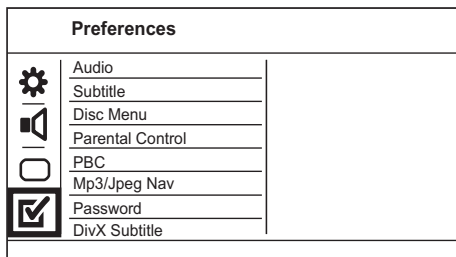 Preferences
Audio
Subtitle
Disc Menu
Parental Control
PBC
Mp3/Jpeg Nav
Password
DivX Subtitle